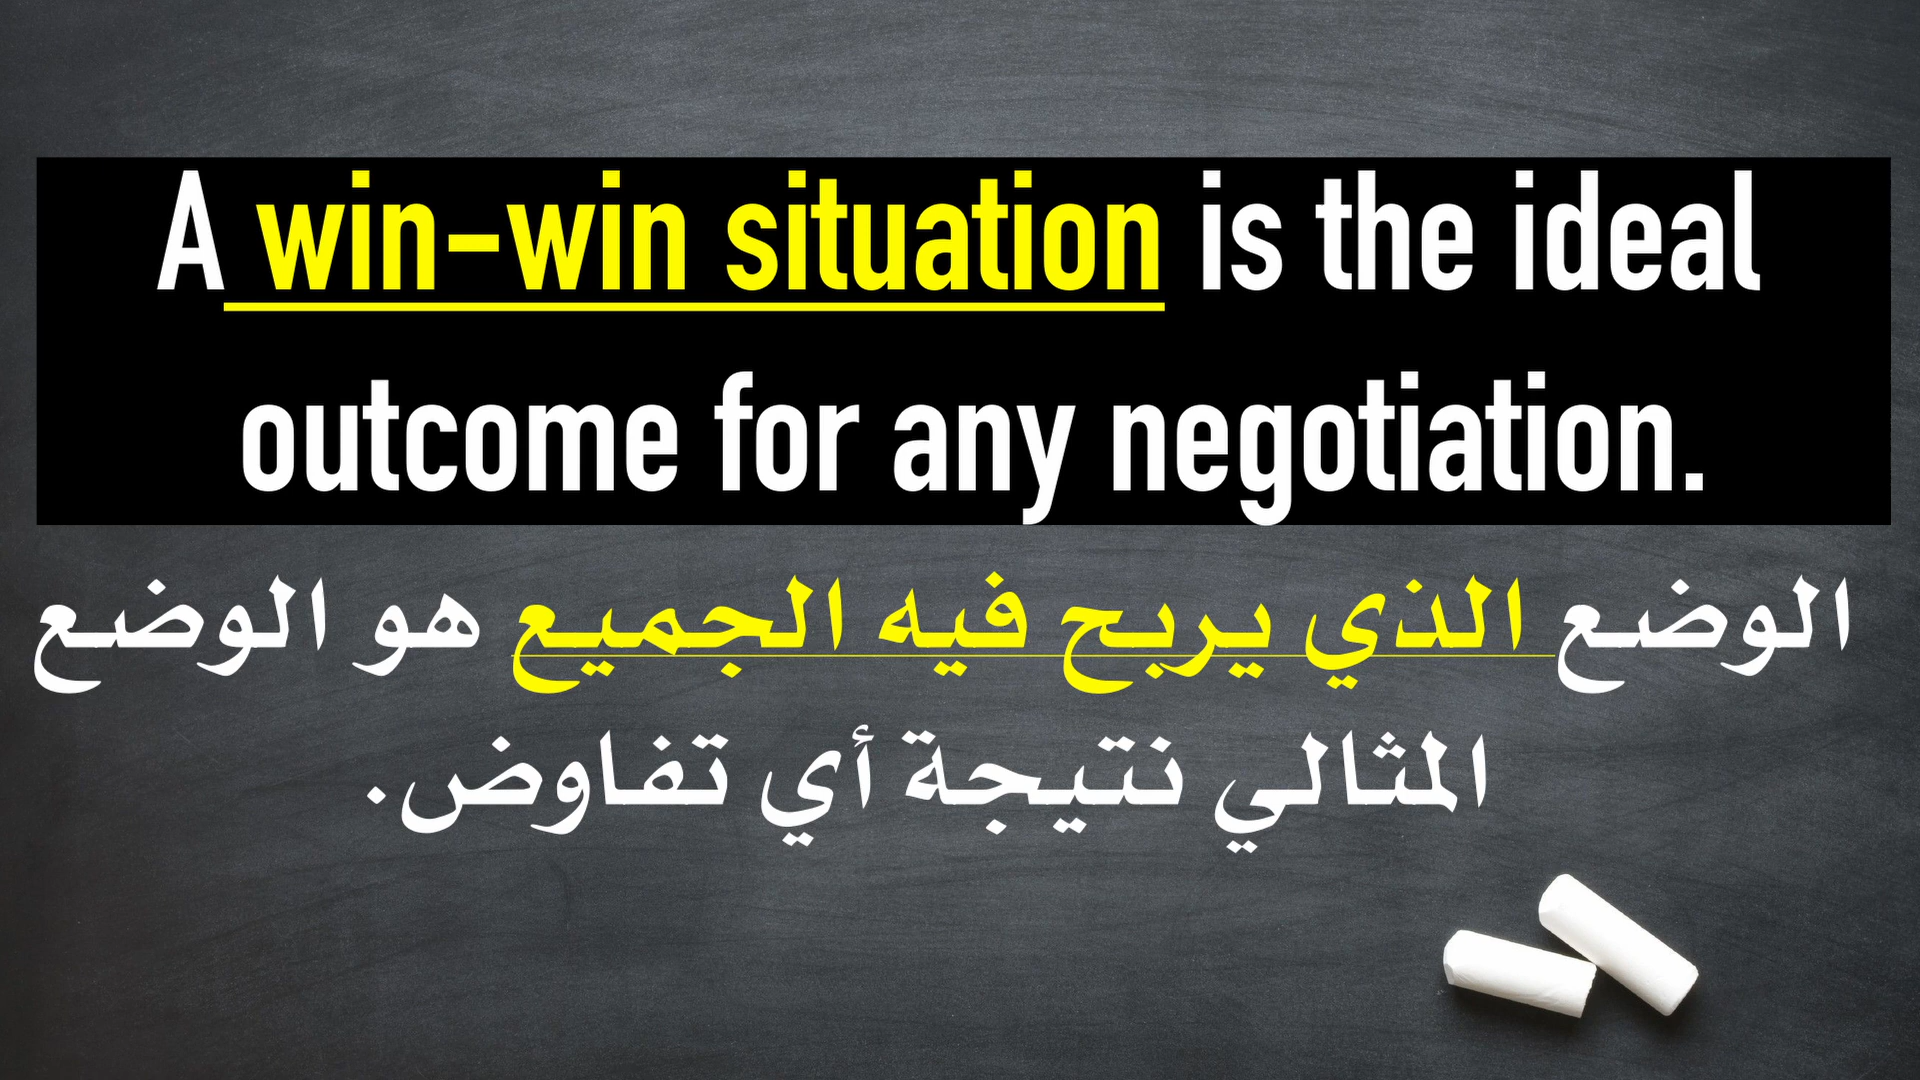 A win-win situation is the ideal
outcome for any negotiation.
الوضع الذي يربح فيه الجميع هو الوضع
المثالي نتيجة أي تفاوض.